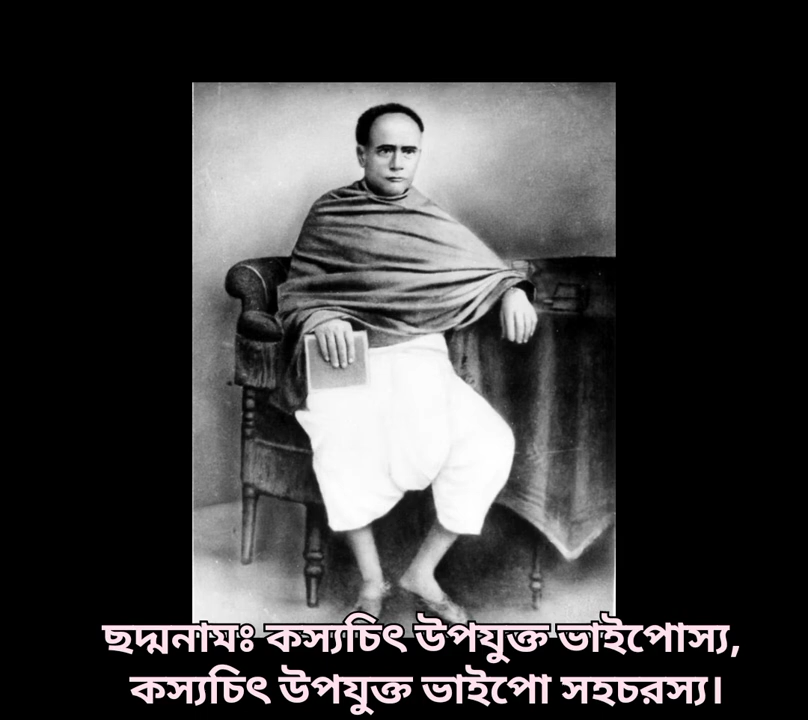 ছদ্মনামঃ কস্যচিৎ উপযুক্ত ভাইপোস্য,
কস্যচিৎ উপযুক্ত ভাইপো সহচরস্য।